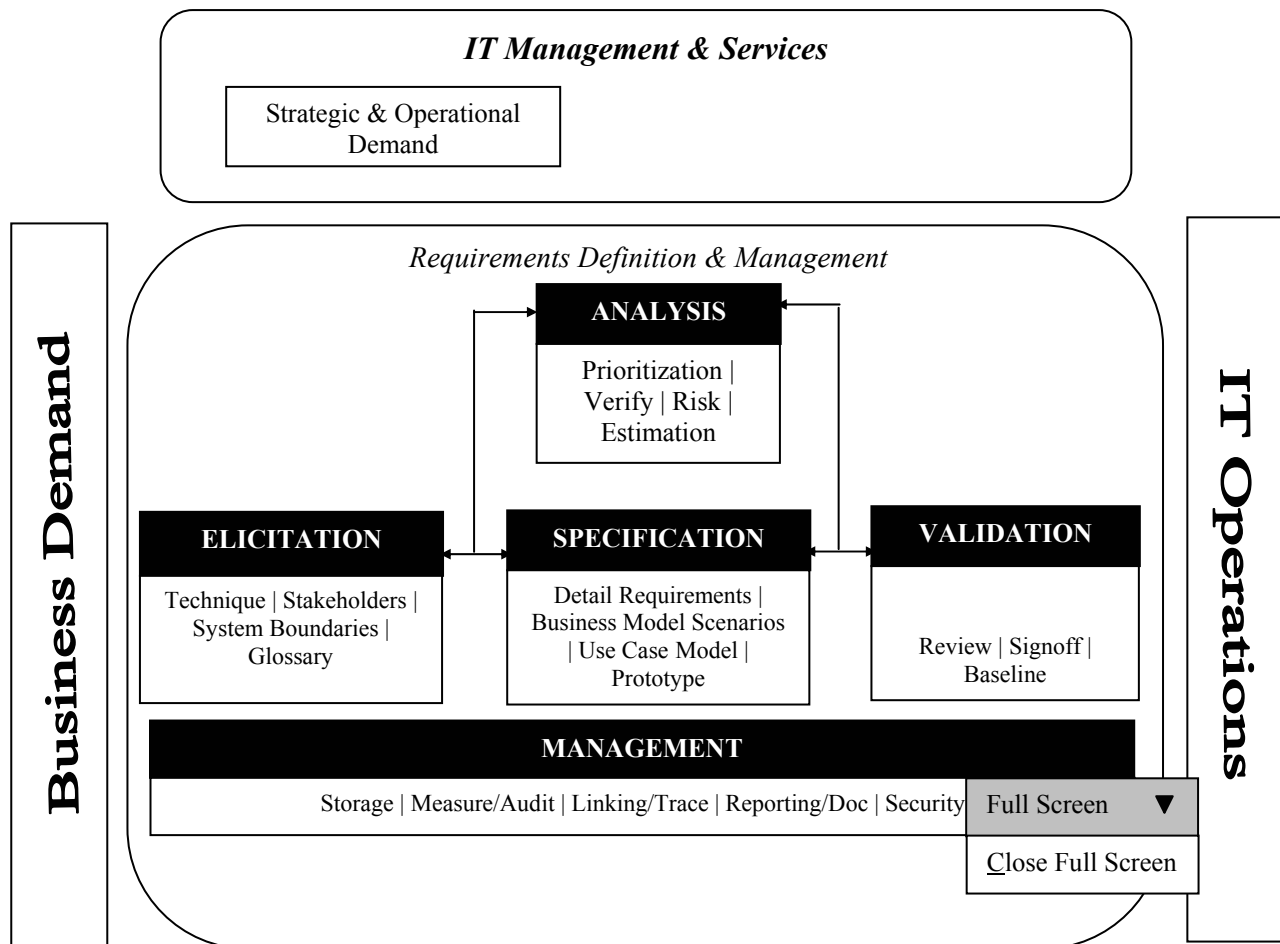 IT Management & Services
Strategic & Operational
Demand
Business Demand
Requirements Definition & Management
ANALYSIS
Prioritization |
Verify | Risk |
Estimation
ELICITATION
Technique | Stakeholders |
System Boundaries |
Glossary
SPECIFICATION
Detail Requirements |
Business Model Scenarios
| Use Case Model |
Prototype
VALIDATION
Review | Signoff |
Baseline
MANAGEMENT
Storage | Measure/Audit | Linking/Trace | Reporting/Doc | Security
Full Screen ▼
Close Full Screen
IT Operations